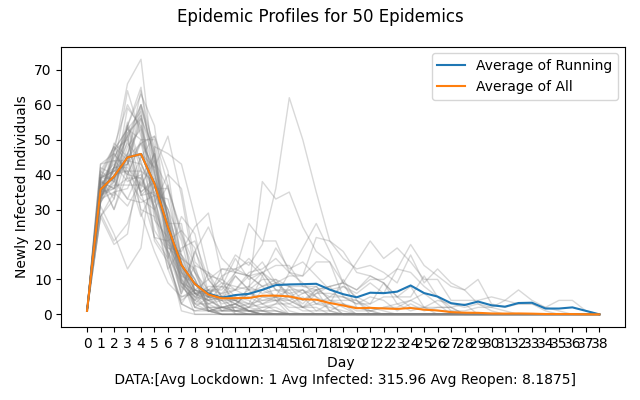 Epidemic Profiles for 50 Epidemics
Average of Running
Average of All
70
60
50
40
30
20
10
0
Newly Infected Individuals
0 1 2 3 4 5 6 7 8 9 10 11 12 13 14 15 16 17 18 19 20 21 22 23 24 25 26 27 28 29 30 31 32 33 34 35 36 37 38
Day
DATA:[Avg Lockdown: 1 Avg Infected: 315.96 Avg Reopen: 8.1875]